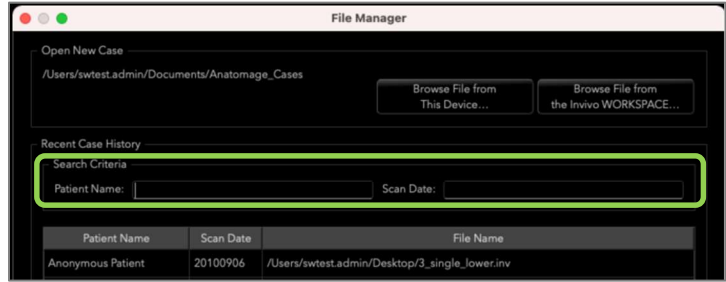 File Manager
Open New Case
/Users/swtest.admin/Documents/Anatomage_Cases
Browse File from
This Device...
Browse File from
the Invivo WORKSPACE...
Recent Case History
Search Criteria
Patient Name:
Scan Date:
Patient Name Scan Date File Name
Anonymous Patient 20100906 /Users/swtest.admin/Desktop/3_single_lower.inv